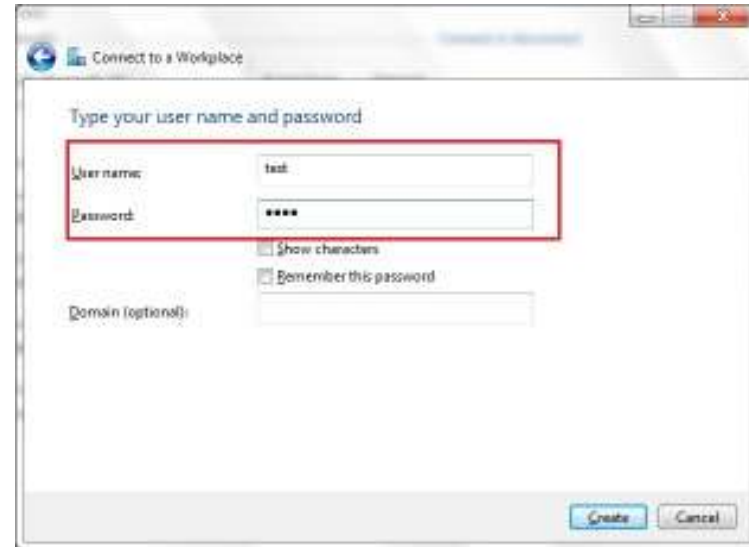 Connect to a Workplace
Type your user name and password
User name: test
Password: ••••
Show characters
Remember this password
Domain (optional):
Create Cancel